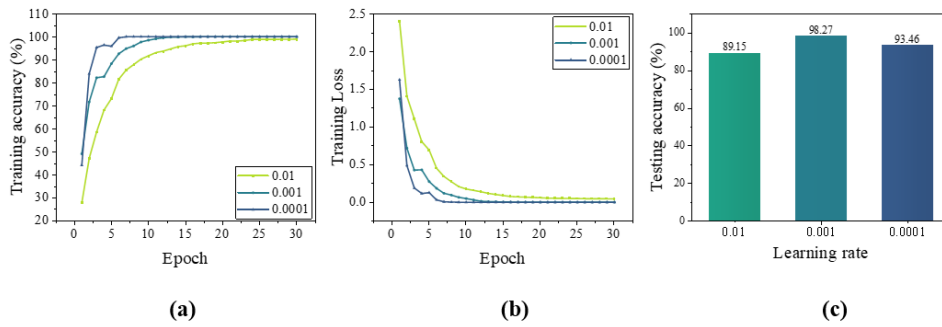 110
100
90
80
70
60
50
40
30
20
Training accuracy (%)
0.01
0.001
0.0001
0 5 10 15 20 25 30
Epoch
(a)
2.5
2.0
1.5
1.0
0.5
0.0
Training Loss
0.01
0.001
0.0001
0 5 10 15 20 25 30
Epoch
(b)
100
80
60
40
20
0
Testing accuracy (%)
89.15
98.27
93.46
0.01 0.001 0.0001
Learning rate
(c)